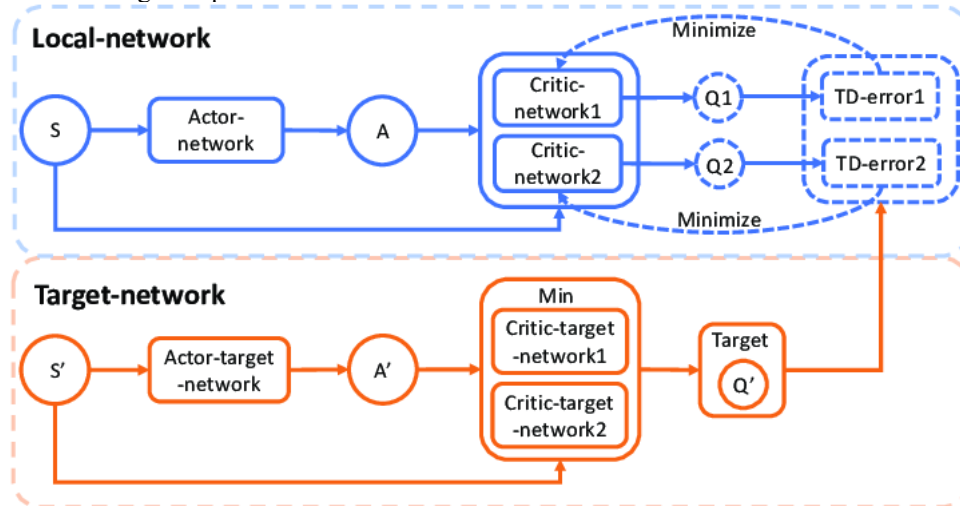 Local-network
Minimize
S
Actor-
network
A
Critic-
network1
Q1
TD-error1
Critic-
network2
Q2
TD-error2
Minimize
Target-network
Min
S'
Actor-target
-network
A'
Critic-target
-network1
Critic-target
-network2
Target
Q'